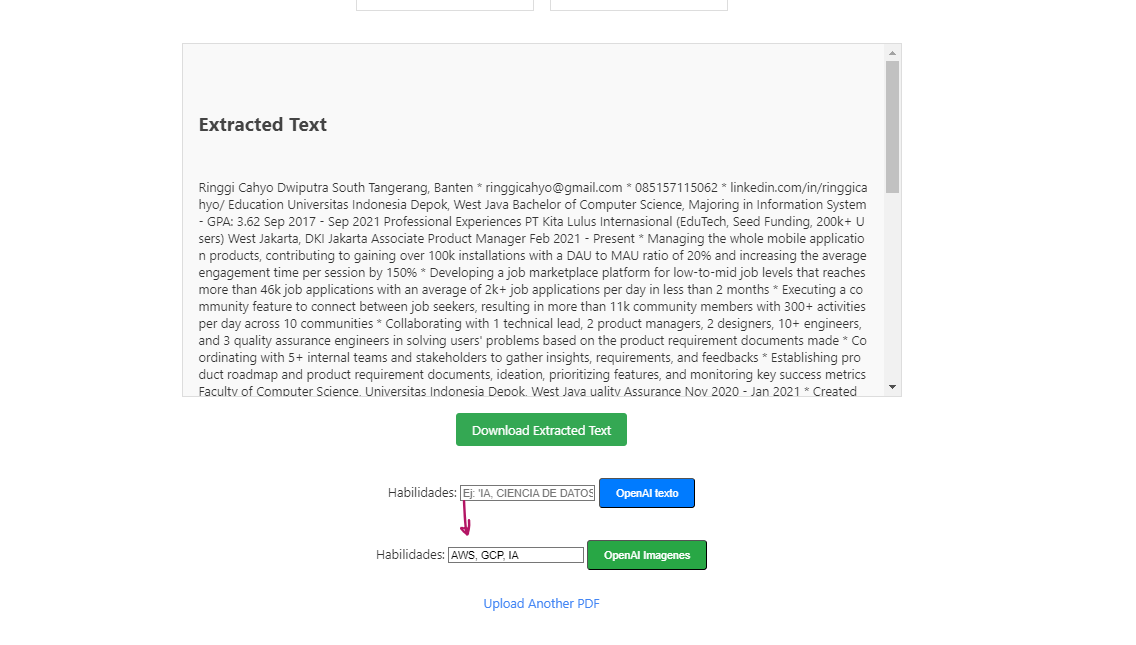 Extracted Text
Ringgi Cahyo Dwiputra South Tangerang, Banten * ringgicahyo@gmail.com * 085157115062 * linkedin.com/in/ringgica
hyo/ Education Universitas Indonesia Depok, West Java Bachelor of Computer Science, Majoring in Information System
- GPA: 3.62 Sep 2017 - Sep 2021 Professional Experiences PT Kita Lulus Internasional (EduTech, Seed Funding, 200k+ U
sers) West Jakarta, DKI Jakarta Associate Product Manager Feb 2021 - Present * Managing the whole mobile applicatio
n products, contributing to gaining over 100k installations with a DAU to MAU ratio of 20% and increasing the average
engagement time per session by 150% * Developing a job marketplace platform for low-to-mid job levels that reaches
more than 46k job applications with an average of 2k+ job applications per day in less than 2 months * Executing a co
mmunity feature to connect between job seekers, resulting in more than 11k community members with 300+ activities
per day across 10 communities * Collaborating with 1 technical lead, 2 product managers, 2 designers, 10+ engineers,
and 3 quality assurance engineers in solving users' problems based on the product requirement documents made * Co
ordinating with 5+ internal teams and stakeholders to gather insights, requirements, and feedbacks * Establishing pro
duct roadmap and product requirement documents, ideation, prioritizing features, and monitoring key success metrics
Faculty of Computer Science, Universitas Indonesia Depok, West Java uality Assurance Nov 2020 - Jan 2021 * Created
Download Extracted Text
Habilidades: Ej: 'IA, CIENCIA DE DATOS OpenAI texto
Habilidades: AWS, GCP, IA OpenAI Imagenes
Upload Another PDF